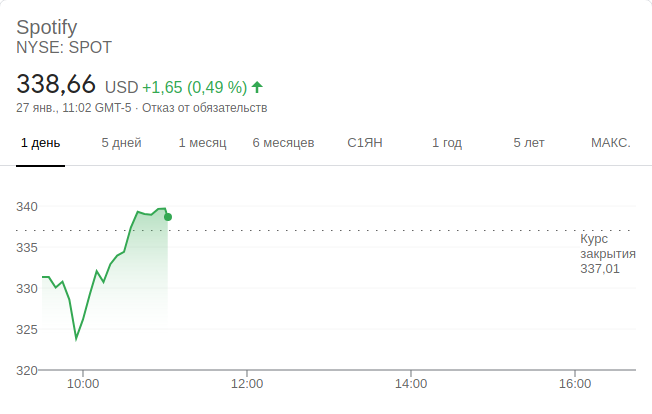 Spotify
NYSE: SPOT
338,66 USD +1,65 (0,49 %)
27 янв., 11:02 GMT-5 · Отказ от обязательств
1 день 5 дней 1 месяц 6 месяцев С1ЯН 1 год 5 лет МАКС.
340
335
330
325
320
Курс
закрытия
337,01
10:00 12:00 14:00 16:00